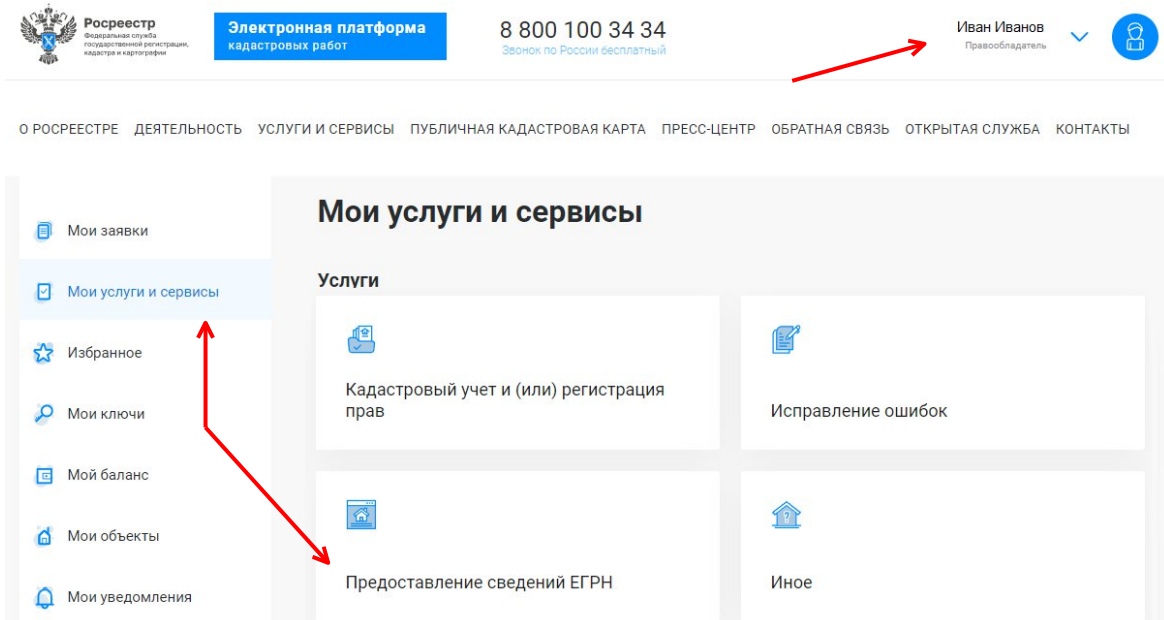 Росреестр
Федеральная служба
государственной регистрации,
кадастра и картографии
Электронная платформа
кадастровых работ
8 800 100 34 34
Звонок по России бесплатный
Иван Иванов
Правообладатель
О РОСРЕЕСТРЕ ДЕЯТЕЛЬНОСТЬ УСЛУГИ И СЕРВИСЫ ПУБЛИЧНАЯ КАДАСТРОВАЯ КАРТА ПРЕСС-ЦЕНТР ОБРАТНАЯ СВЯЗЬ ОТКРЫТАЯ СЛУЖБА КОНТАКТЫ
Мои заявки
Мои услуги и сервисы
Избранное
Мои ключи
Мой баланс
Мои объекты
Мои уведомления
Мои услуги и сервисы
Услуги
Кадастровый учет и (или) регистрация
прав
Исправление ошибок
Предоставление сведений ЕГРН
Иное